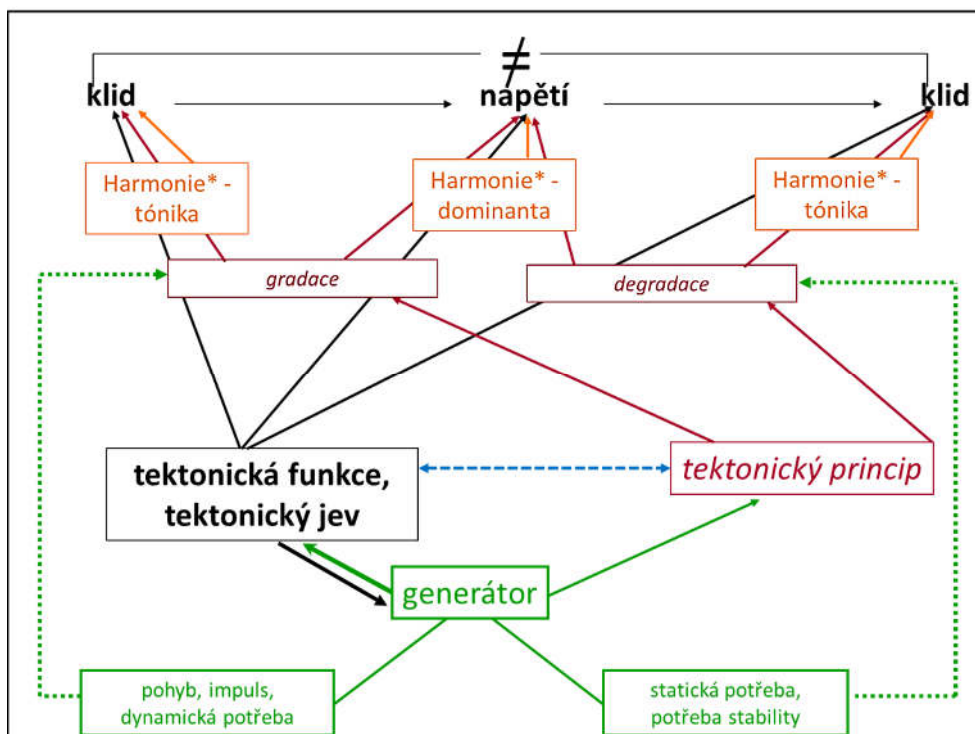 ≠
klid
napětí
klid
Harmonie* -
tónika
Harmonie* -
dominanta
Harmonie* -
tónika
gradace
degradace
tektonická funkce,
tektonický jev
tektonický princip
generátor
pohyb, impuls,
dynamická potřeba
statická potřeba,
potřeba stability